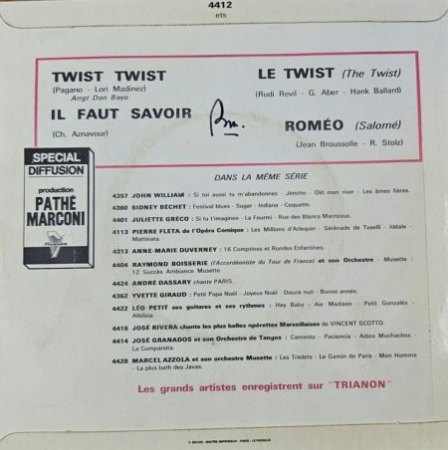 4412
ets
TWIST TWIST
(Pagano - Lori Madinez)
Arrgt Don Bayo
LE TWIST (The Twist)
(Rudi Revil - G. Aber - Hank Ballard)
IL FAUT SAVOIR
(Ch. Aznavour)
ROMÉO (Salomé)
(Jean Broussolle - R. Stolz)
SPECIAL
DIFFUSION
production
PATHÉ
MARCONI
DANS LA MÊME SÉRIE
4357 JOHN WILLIAM : Si toi aussi tu m'abandonnes - Jéricho - Old man river - Les âmes fières.
4360 SIDNEY BECHET : Festival blues - Sugar - Indiana - Coquette.
4401 JULIETTE GRÉCO : Si tu t'imagines - La Fourmi - Rue des Blancs Manteaux.
4113 PIERRE FLETA de l'Opéra Comique : Les Millions d'Arlequin - Sérénade de Toselli - Idéale -
Mattinata.
4313 ANNE-MARIE DUVERNEY : 16 Comptines et Rondes Enfantines.
4404 RAYMOND BOISSERIE (l'Accordéoniste du Tour de France) et son Orchestre - Musette :
12 Succès Ambiance Musette.
4424 ANDRÉ DASSARY chante PARIS.
4362 YVETTE GIRAUD : Petit Papa Noël - Joyeux Noël - Douce nuit - Bonne année.
4422 LÉO PETIT ses guitares et ses rythmes : Hey Baby - Aie Madison - Petit Gonzalès -
Alleluia.
4416 JOSÉ RIVERA chante les plus belles opérettes Marseillaises de VINCENT SCOTTO.
4414 JOSÉ GRANADOS et son Orchestre de Tangos : Caminito - Paciencia - Adios Muchachos -
La Cumparsita.
4428 MARCEL AZZOLA et son orchestre Musette : Les Triolets - Le Gamin de Paris - Mon Homme
- La plus bath des Javas.
Les grands artistes enregistrent sur "TRIANON"